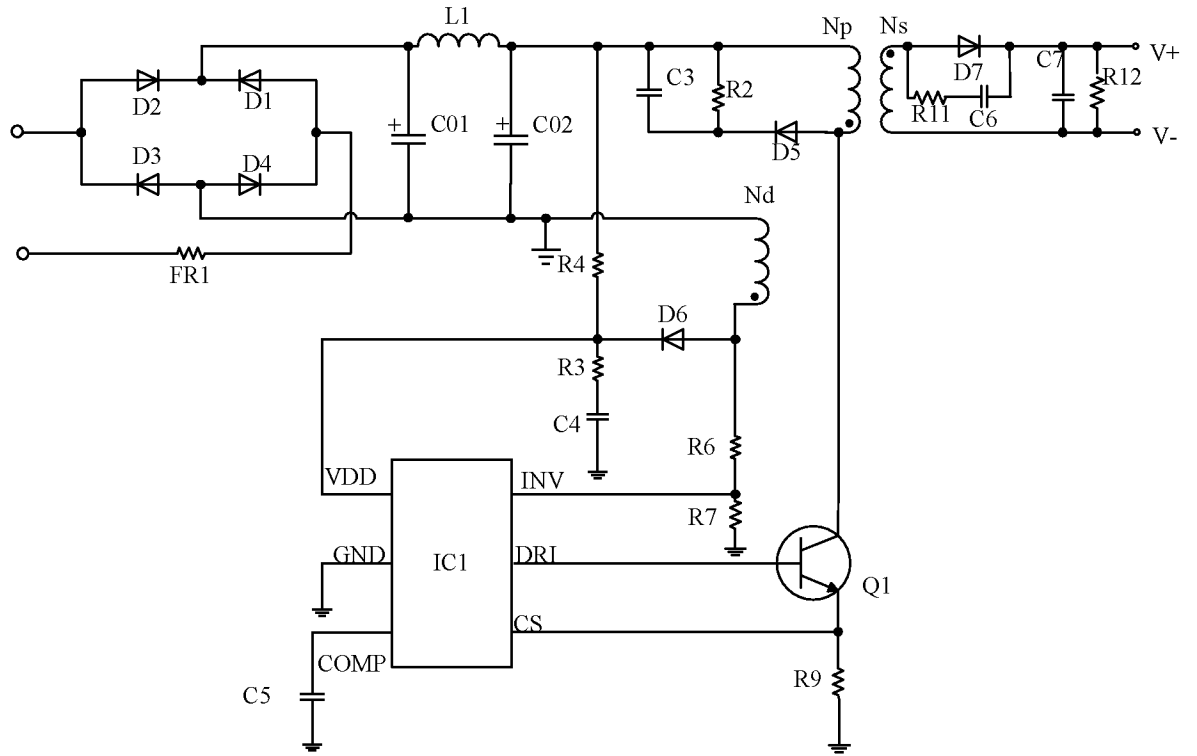 L1
Np
Ns
V+
D2
D1
C3
R2
D7
C7
R12
R11
C6
+
C01
+
C02
D3
D4
D5
V-
Nd
FR1
R4
D6
R3
C4
R6
VDD
INV
R7
GND
IC1
DRI
Q1
CS
COMP
C5
R9